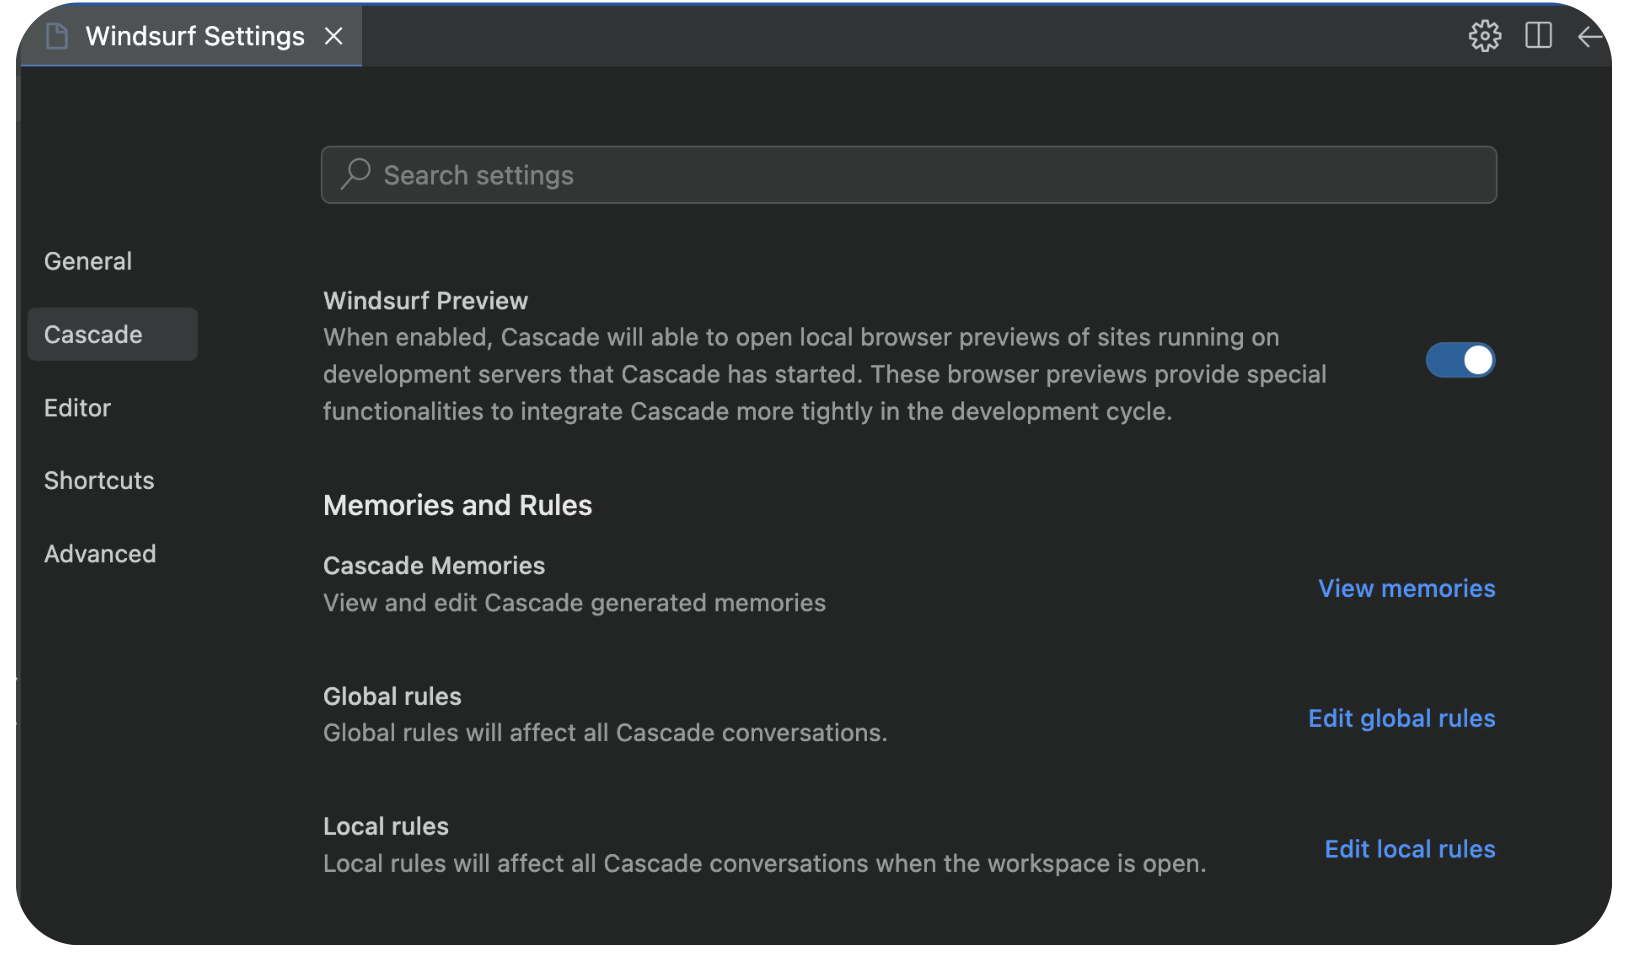 Windsurf Settings
Search settings
General
Cascade
Editor
Shortcuts
Advanced
Windsurf Preview
When enabled, Cascade will able to open local browser previews of sites running on
development servers that Cascade has started. These browser previews provide special
functionalities to integrate Cascade more tightly in the development cycle.
Memories and Rules
Cascade Memories
View and edit Cascade generated memories
View memories
Global rules
Global rules will affect all Cascade conversations.
Edit global rules
Local rules
Local rules will affect all Cascade conversations when the workspace is open.
Edit local rules